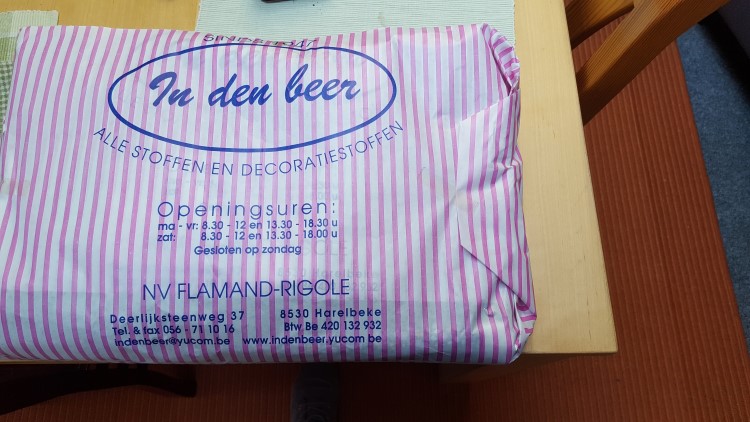 In den beer
ALLE STOFFEN EN DECORATIESTOFFEN
Openingsuren:
ma - vr: 8.30 - 12 en 13.30 - 18.30 u
zat: 8.30 - 12 en 13.30 - 18.00 u
Gesloten op zondag
NV FLAMAND-RIGOLE
Deerlijksteenweg 37 8530 Harelbeke
Tel. & fax 056 - 71 10 16 Btw Be 420 132 932
indenbeer@yucom.be www.indenbeer.yucom be